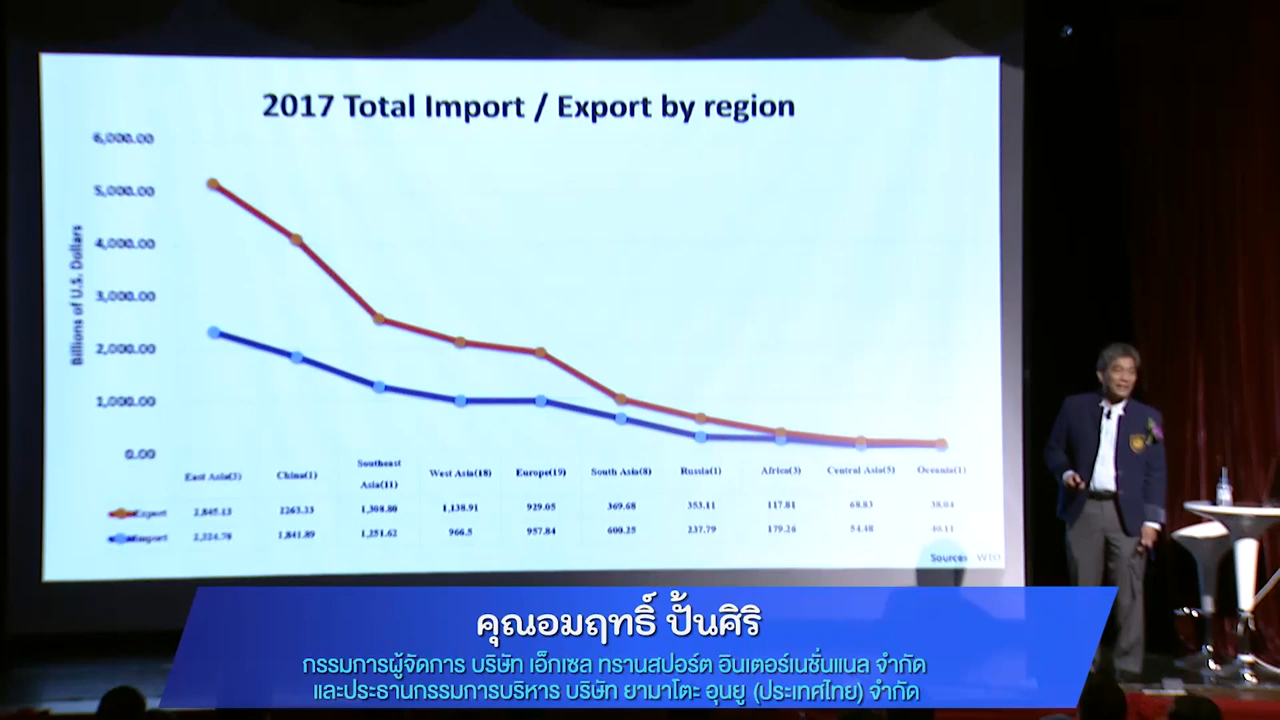 2017 Total Import / Export by region
Billions of U.S. Dollars
6,000.00
5,000.00
4,000.00
3,000.00
2,000.00
1,000.00
0.00
East Asia(3) China(1) Southeast Asia(11) West Asia(18) Europe(19) South Asia(8) Russia(1) Africa(3) Central Asia(5) Oceania(1)
Export 2,845.13 2263.33 1,308.80 1,138.91 929.05 369.68 353.11 117.81 68.83 38.04
Import 2,324.78 1,841.89 1,251.62 966.5 957.84 600.25 237.79 179.26 54.48 40.11
Sources WTO
คุณอมฤทธิ์ ปั้นศิริ
กรรมการผู้จัดการ บริษัท เอ็กเซล ทรานสปอร์ต อินเตอร์เนชั่นแนล จำกัด
และประธานกรรมการบริหาร บริษัท ยามาโตะ อุนยู (ประเทศไทย) จำกัด